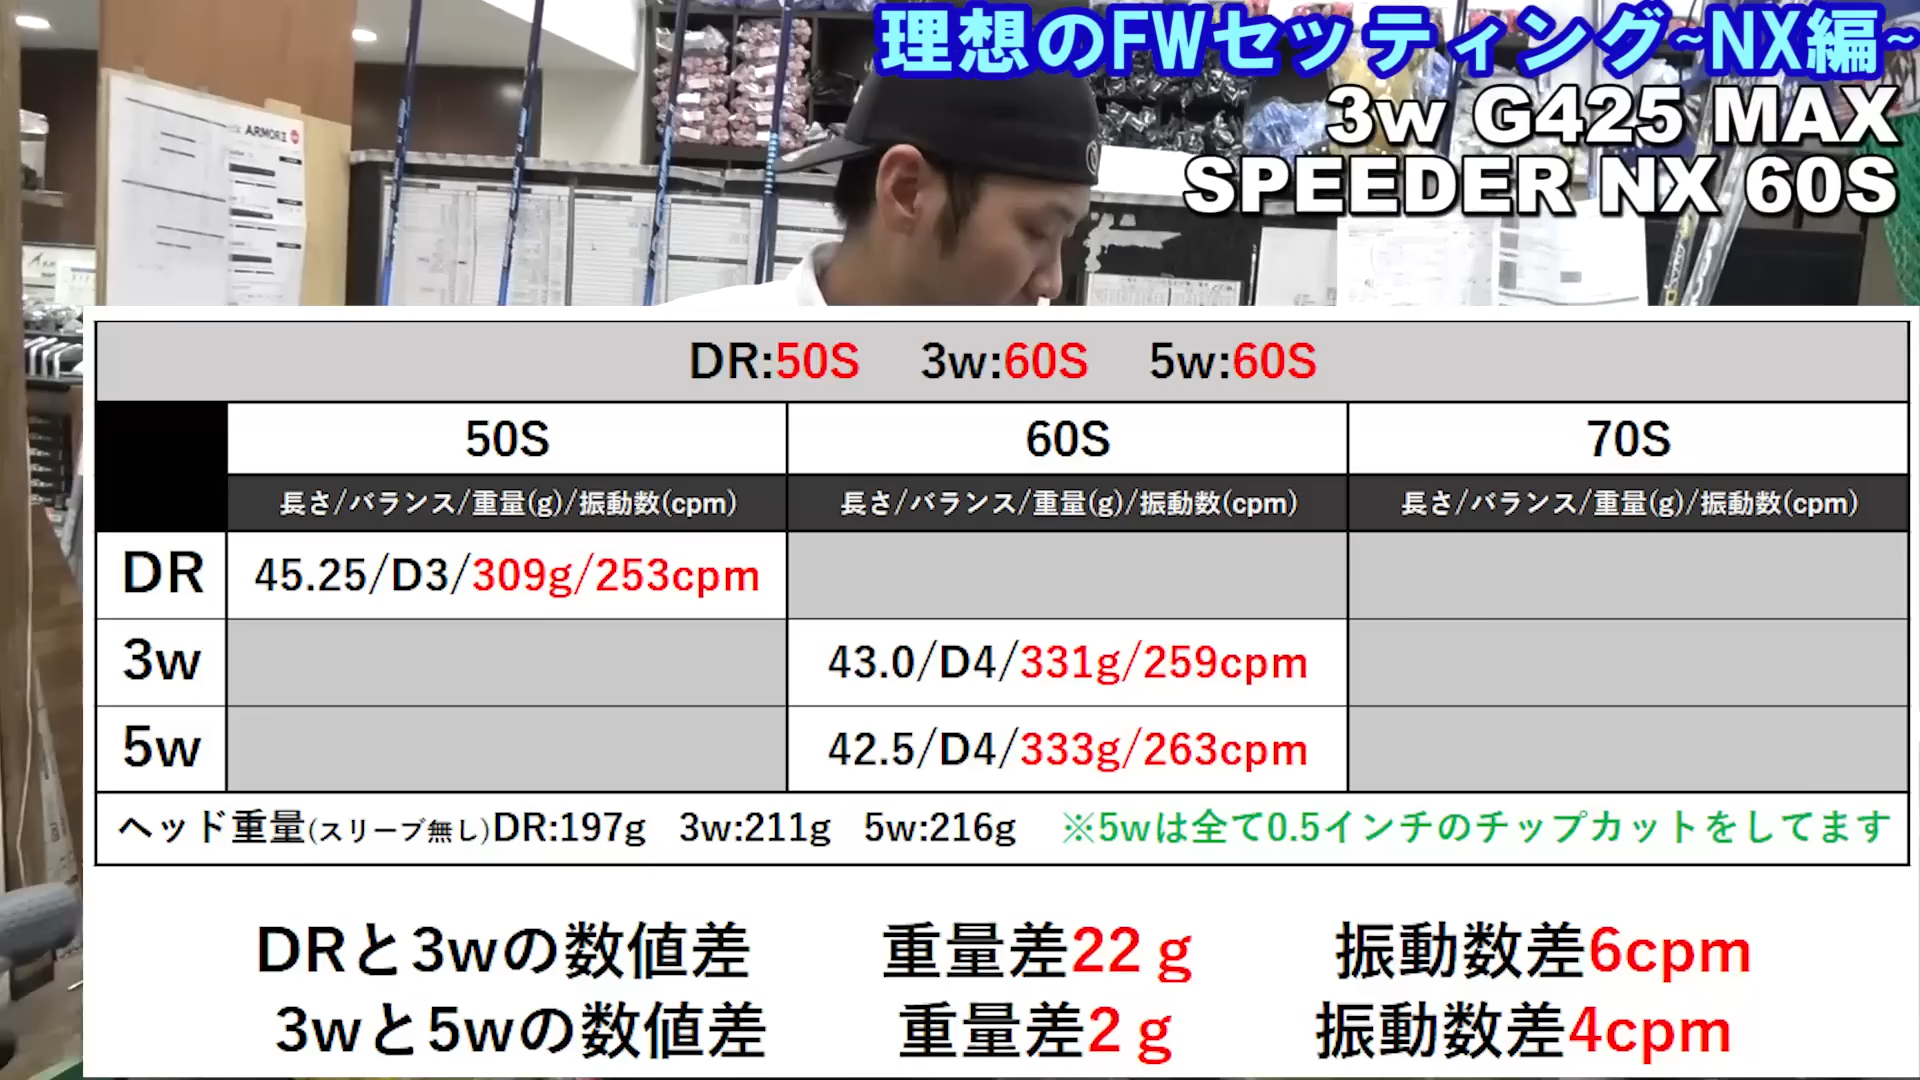 理想のFWセッティング~NX編~
3w G425 MAX
SPEEDER NX 60S
ARMOR II
DR:50S 3w:60S 5w:60S
50S 60S 70S
長さ/バランス/重量(g)/振動数(cpm) 長さ/バランス/重量(g)/振動数(cpm) 長さ/バランス/重量(g)/振動数(cpm)
DR 45.25/D3/309g/253cpm
3w 43.0/D4/331g/259cpm
5w 42.5/D4/333g/263cpm
ヘッド重量(スリーブ無し)DR:197g 3w:211g 5w:216g ※5wは全て0.5インチのチップカットをしてます
DRと3wの数値差 重量差22g 振動数差6cpm
3wと5wの数値差 重量差2g 振動数差4cpm